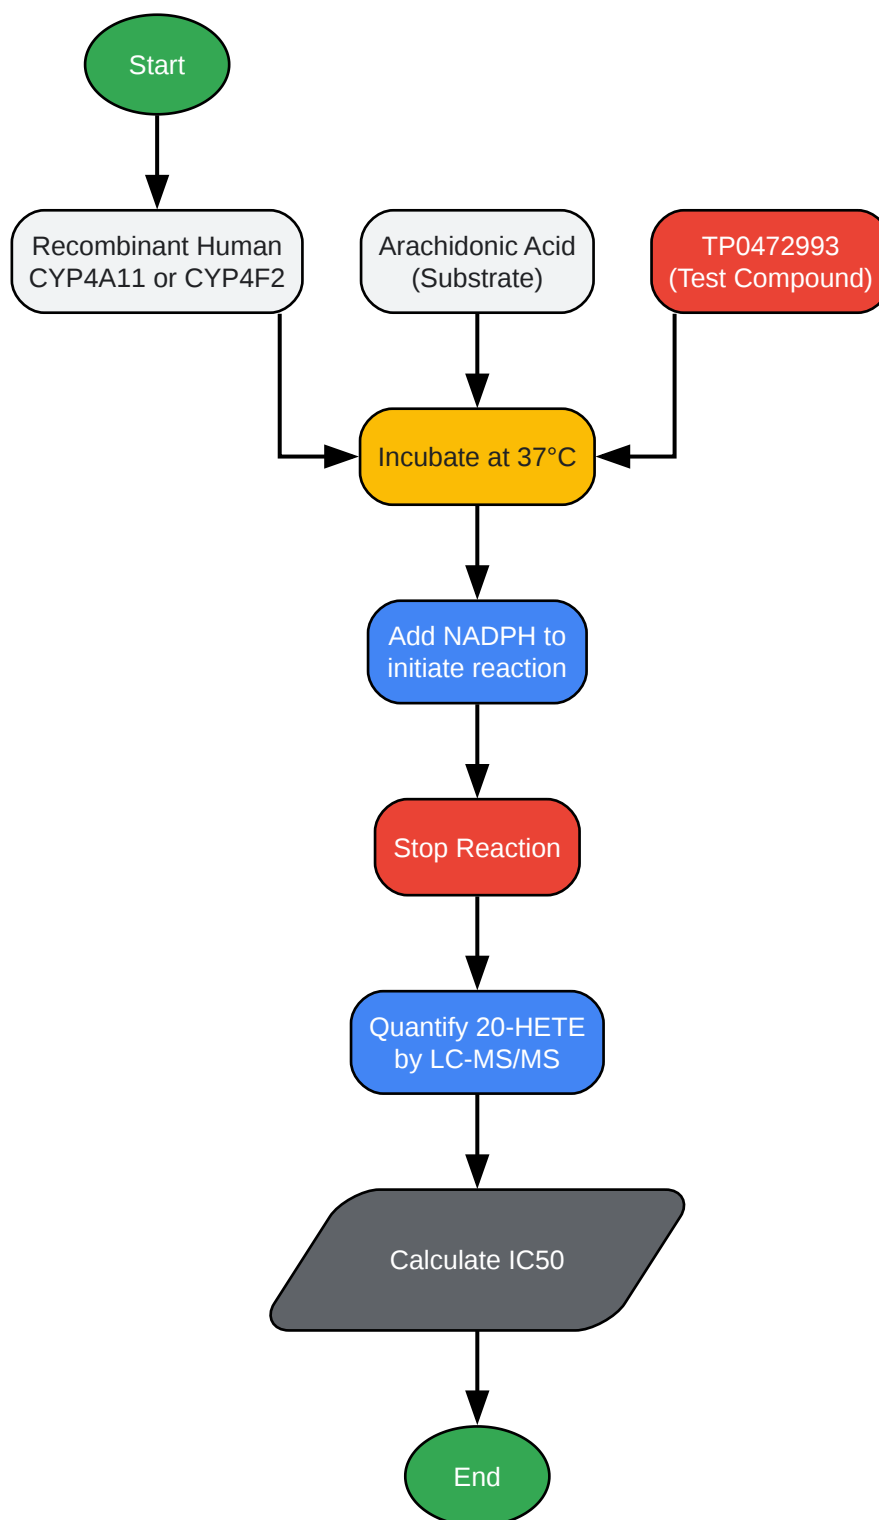 Start
Recombinant Human
CYP4A11 or CYP4F2
Arachidonic Acid
(Substrate)
TP0472993
(Test Compound)
Incubate at 37°C
Add NADPH to
initiate reaction
Stop Reaction
Quantify 20-HETE
by LC-MS/MS
Calculate IC50
End